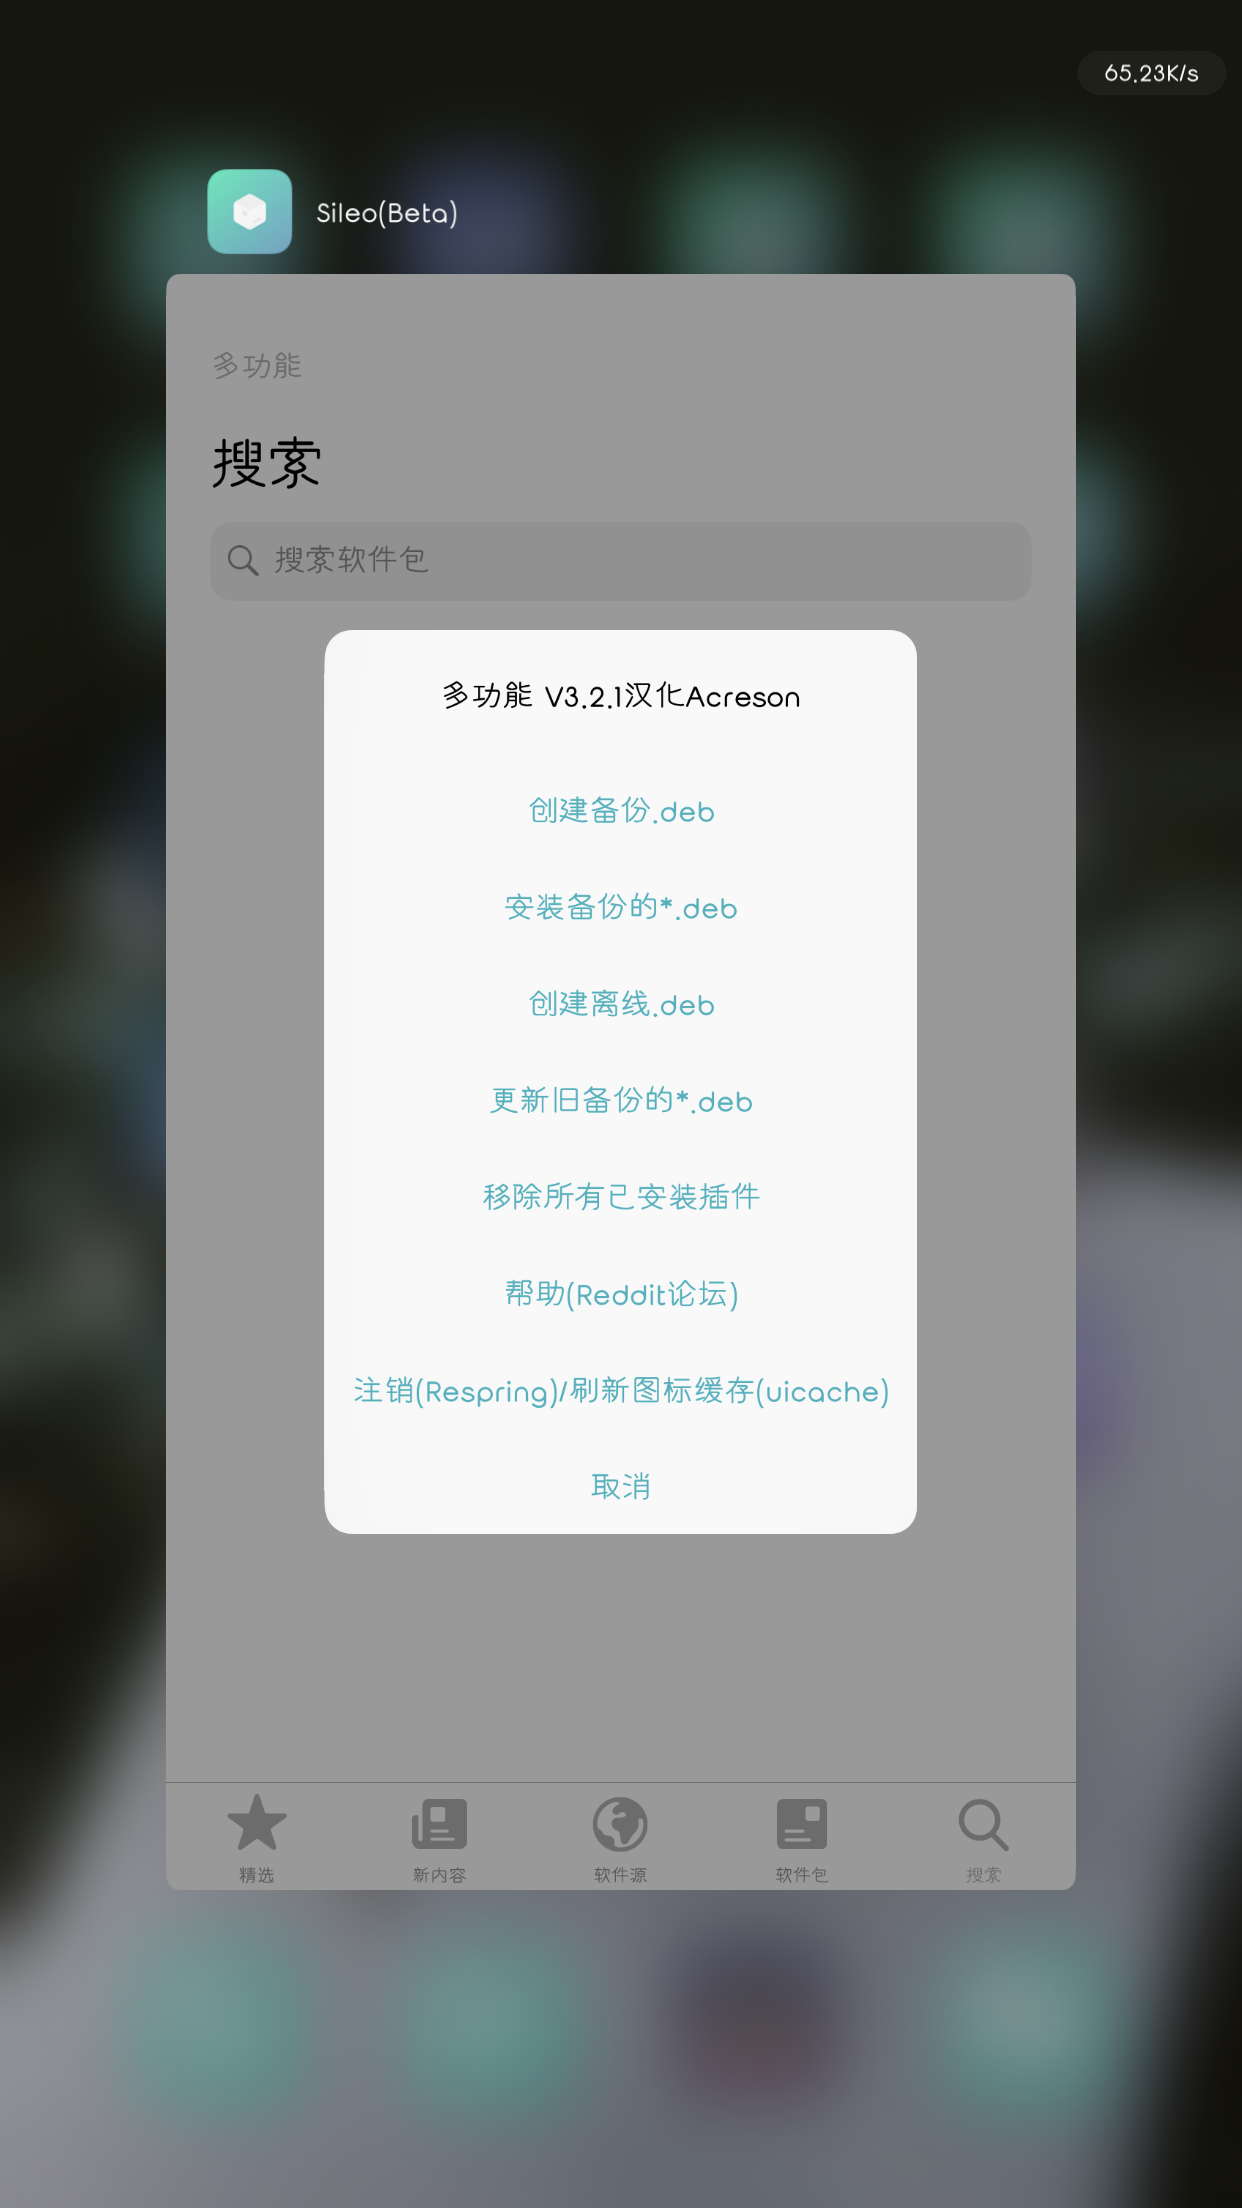 65.23K/s
Sileo(Beta)
多功能
搜索
搜索软件包
多功能 V3.2.1汉化Acreson
创建备份.deb
安装备份的*.deb
创建离线.deb
更新旧备份的*.deb
移除所有已安装插件
帮助(Reddit论坛)
注销(Respring)/刷新图标缓存(uicache)
取消
精选
新内容
软件源
软件包
搜索